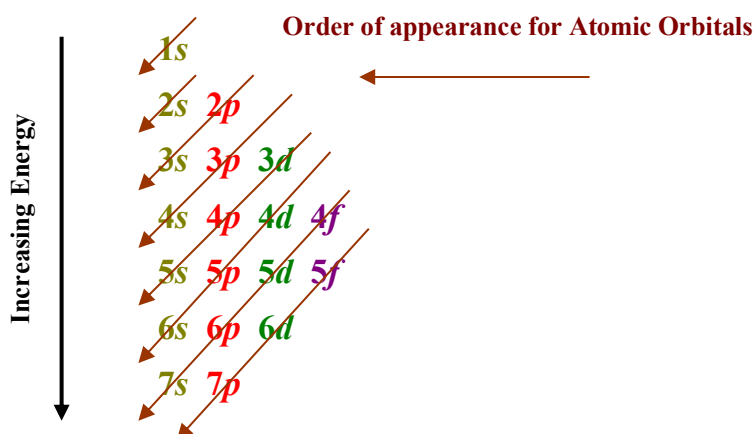 Order of appearance for Atomic Orbitals
1s
2s 2p
3s 3p 3d
4s 4p 4d 4f
5s 5p 5d 5f
6s 6p 6d
7s 7p
Increasing Energy